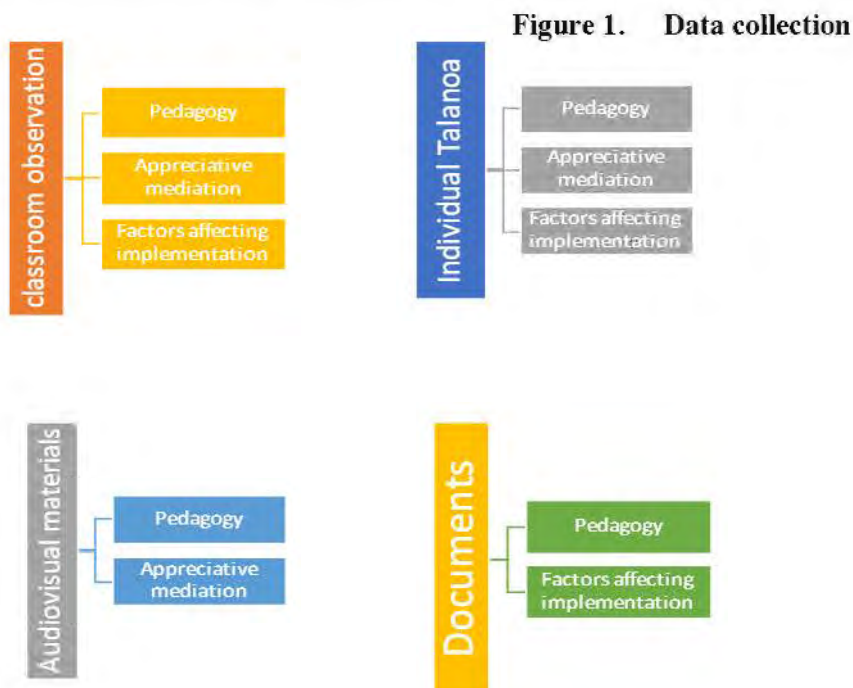 Figure 1. Data collection
classroom observation
Pedagogy
Appreciative
mediation
Factors affecting
implementation
Individual Talanoa
Pedagogy
Appreciative
mediation
Factors affecting
implementation
Audiovisual materials
Pedagogy
Appreciative
mediation
Documents
Pedagogy
Factors affecting
implementation